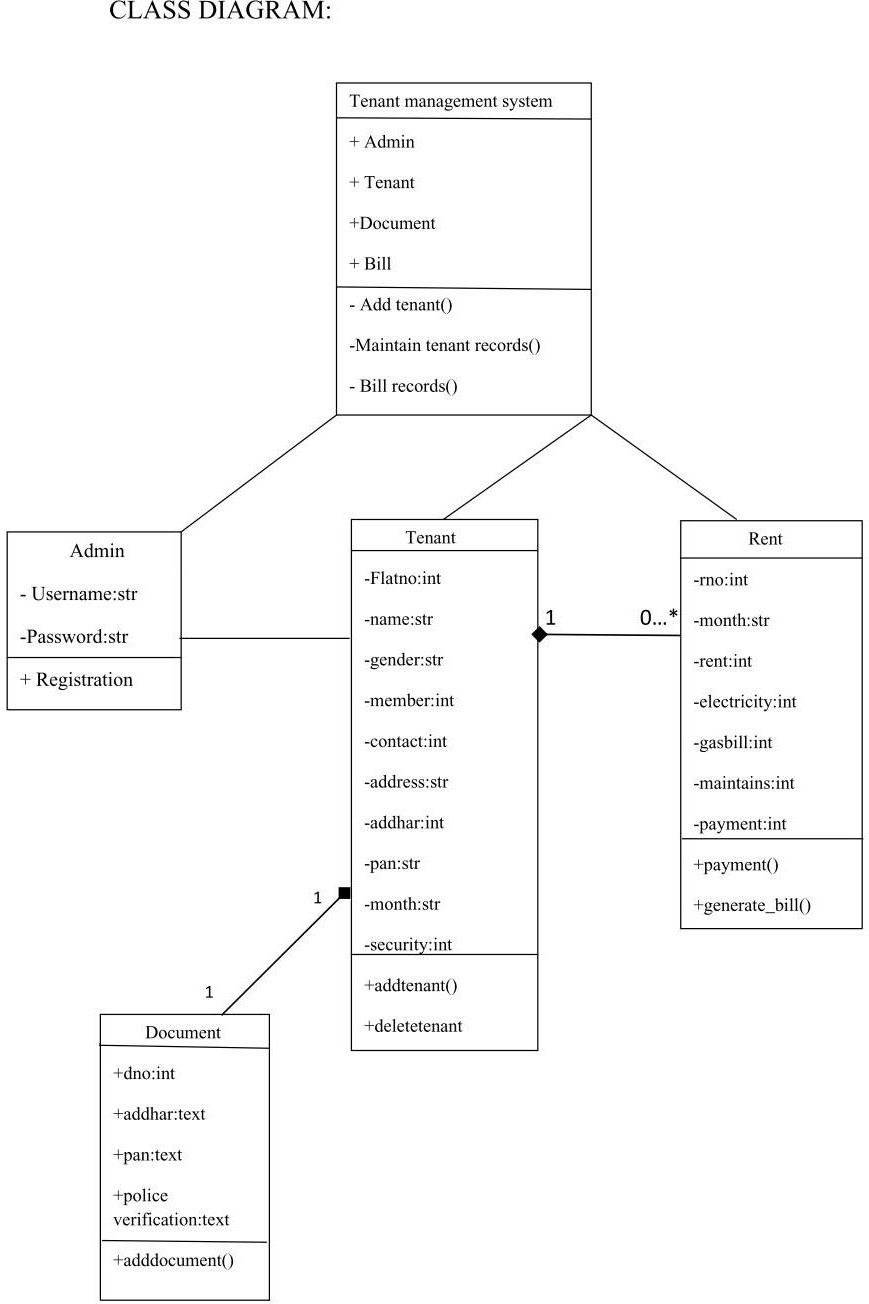 CLASS DIAGRAM:
Tenant management system
+ Admin
+ Tenant
+Document
+ Bill
- Add tenant()
-Maintain tenant records()
- Bill records()
Admin
- Username:str
-Password:str
+ Registration
Tenant
-Flatno:int
-name:str
-gender:str
-member:int
-contact:int
-address:str
-addhar:int
-pan:str
-month:str
-security:int
+addtenant()
+deletetenant
1
0...*
Rent
-rno:int
-month:str
-rent:int
-electricity:int
-gasbill:int
-maintains:int
-payment:int
+payment()
+generate_bill()
1
1
Document
+dno:int
+addhar:text
+pan:text
+police
verification:text
+adddocument()